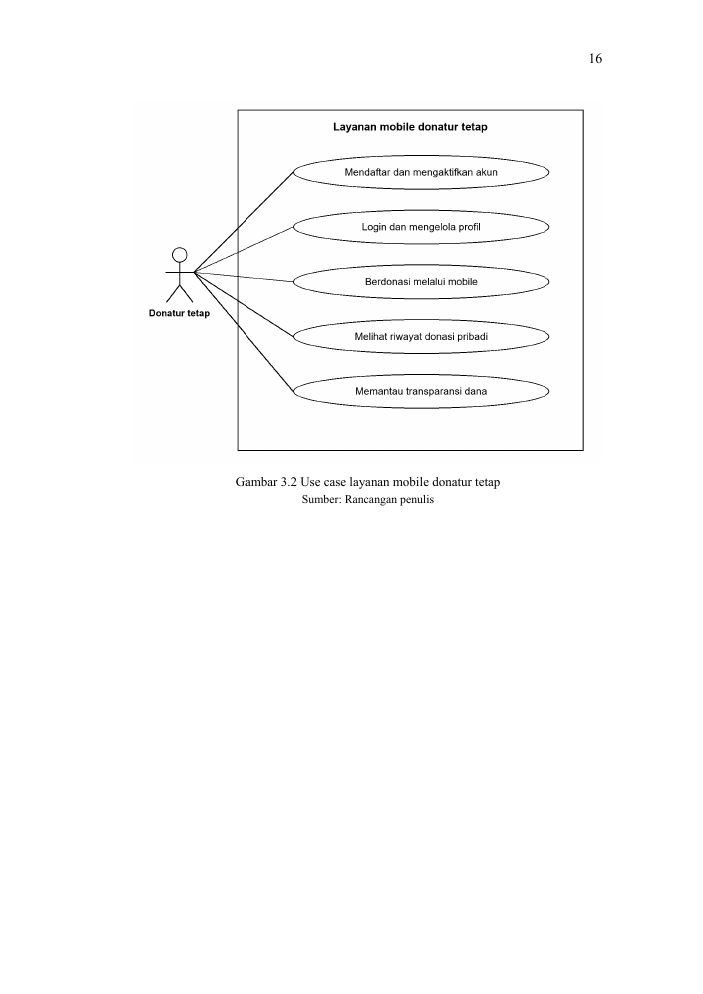 16
Layanan mobile donatur tetap
Mendaftar dan mengaktifkan akun
Login dan mengelola profil
Berdonasi melalui mobile
Donatur tetap
Melihat riwayat donasi pribadi
Memantau transparansi dana
Gambar 3.2 Use case layanan mobile donatur tetap
Sumber: Rancangan penulis